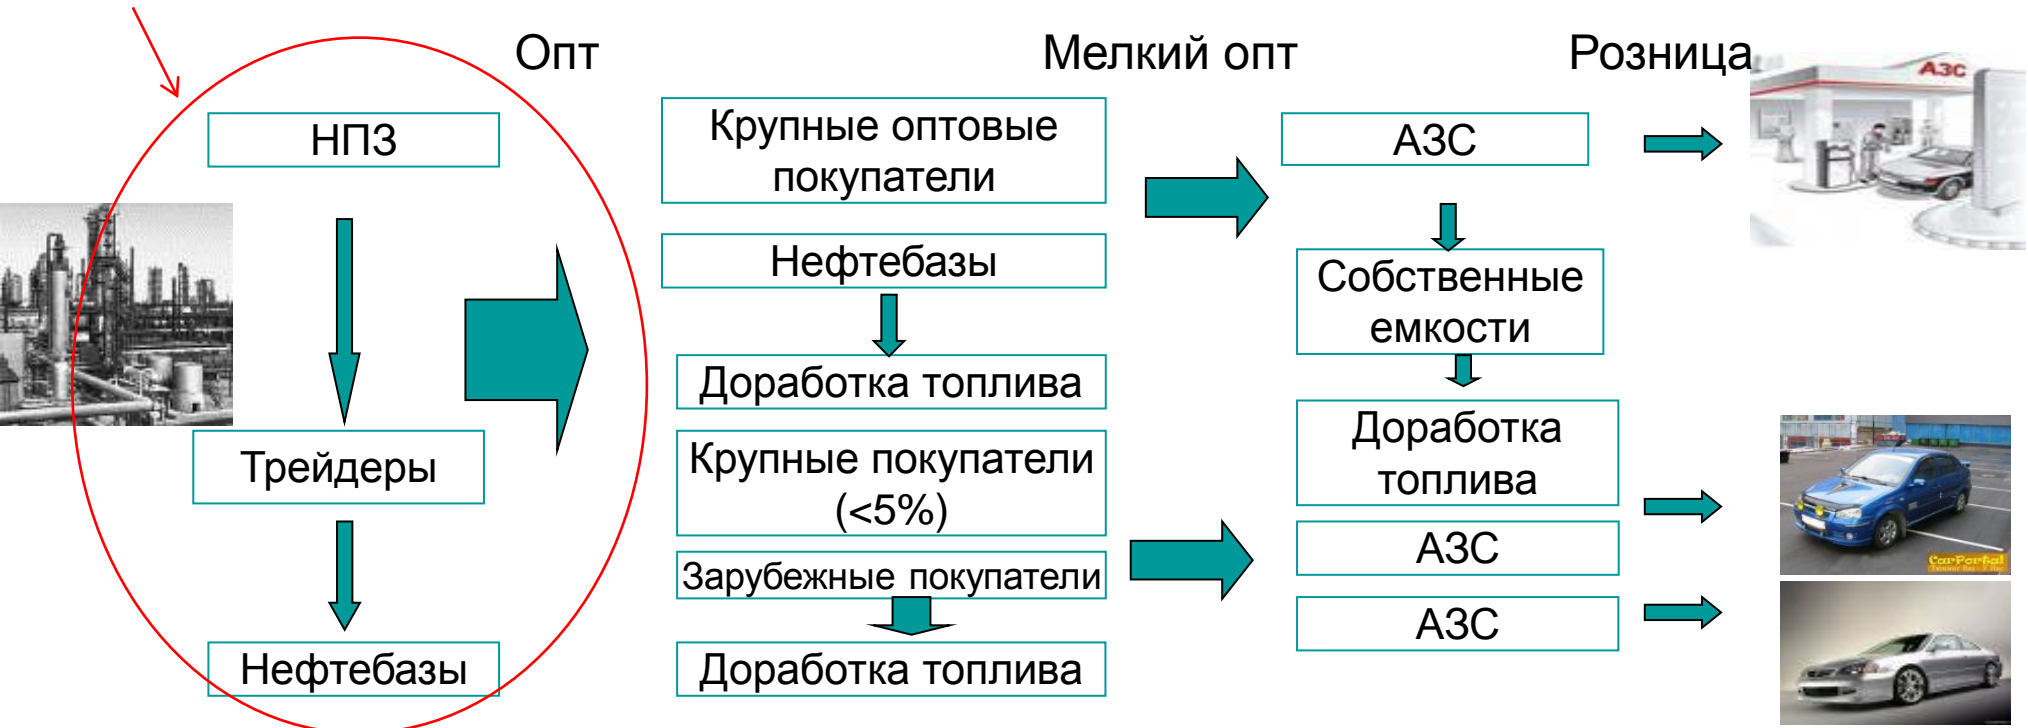 Опт
Мелкий опт
Розница
НПЗ
Трейдеры
Нефтебазы
Крупные оптовые
покупатели
Нефтебазы
Доработка топлива
Крупные покупатели
(<5%)
Зарубежные покупатели
Доработка топлива
АЗС
Собственные
емкости
Доработка
топлива
АЗС
АЗС
АЗС
CarPortal